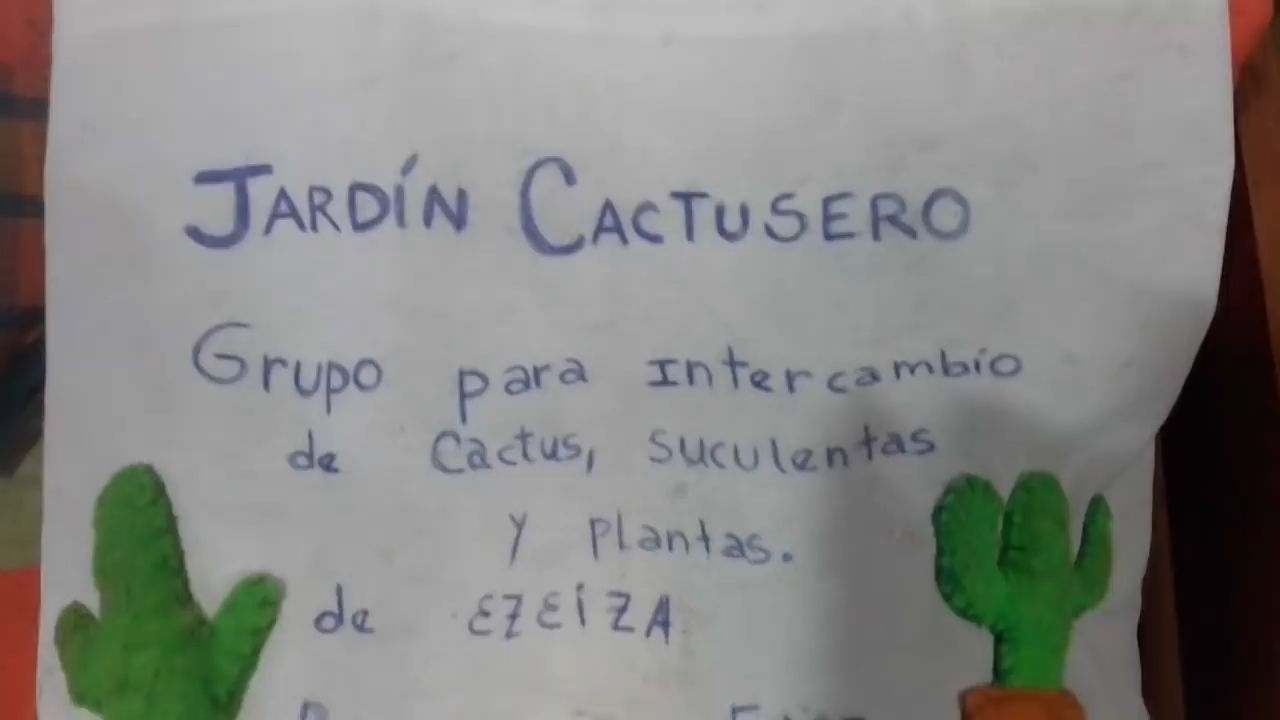 JARDÍN CACTUSERO
Grupo para Intercambio
de Cactus, suculentas
y plantas.
de EZEIZA